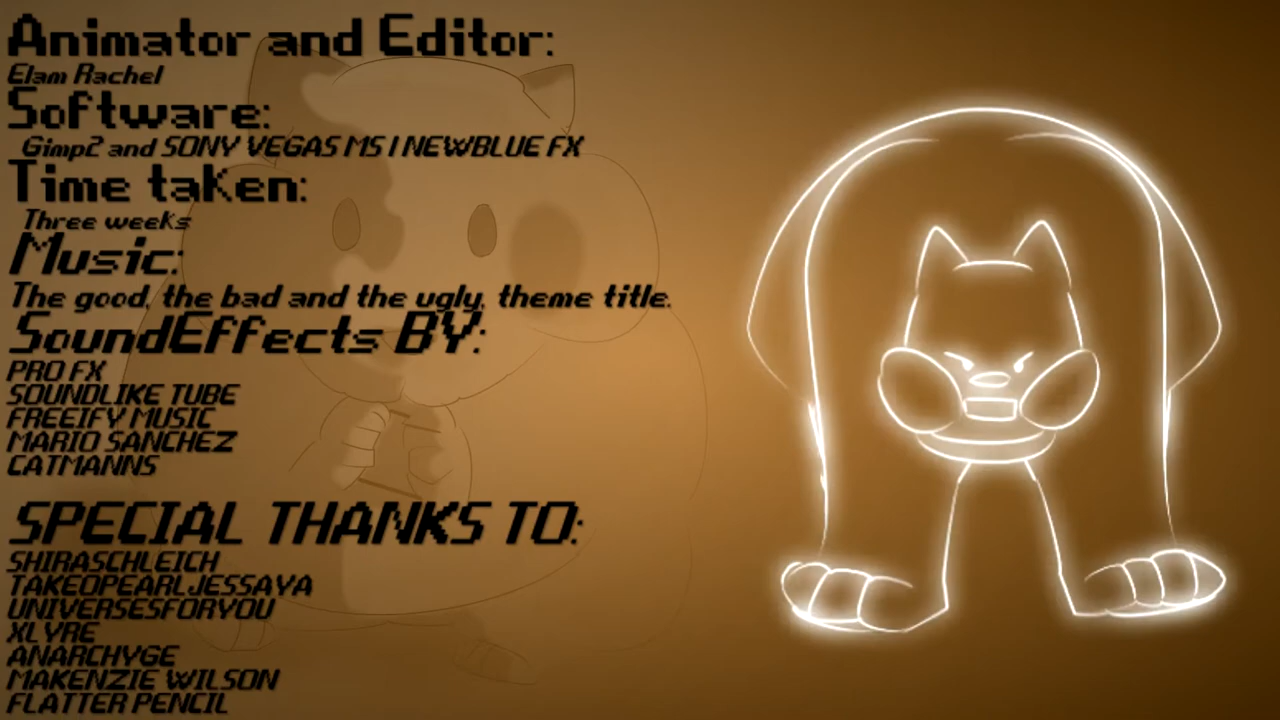 Animator and Editor:
Elam Rachel
Software:
Gimp2 and SONY VEGAS MS / NEWBLUE FX
Time taken:
Three weeks
Music:
The good, the bad and the ugly, theme title.
SoundEffects BY:
PRO FX
SOUNDLIKE TUBE
FREEIFY MUSIC
MARIO SANCHEZ
CATMANNS
SPECIAL THANKS TO:
SHIRASCHLEICH
TAKEOPEARLJESSAYA
UNIVERSESFORYOU
XLYRE
ANARCHYGE
MAKENZIE WILSON
FLATTER PENCIL